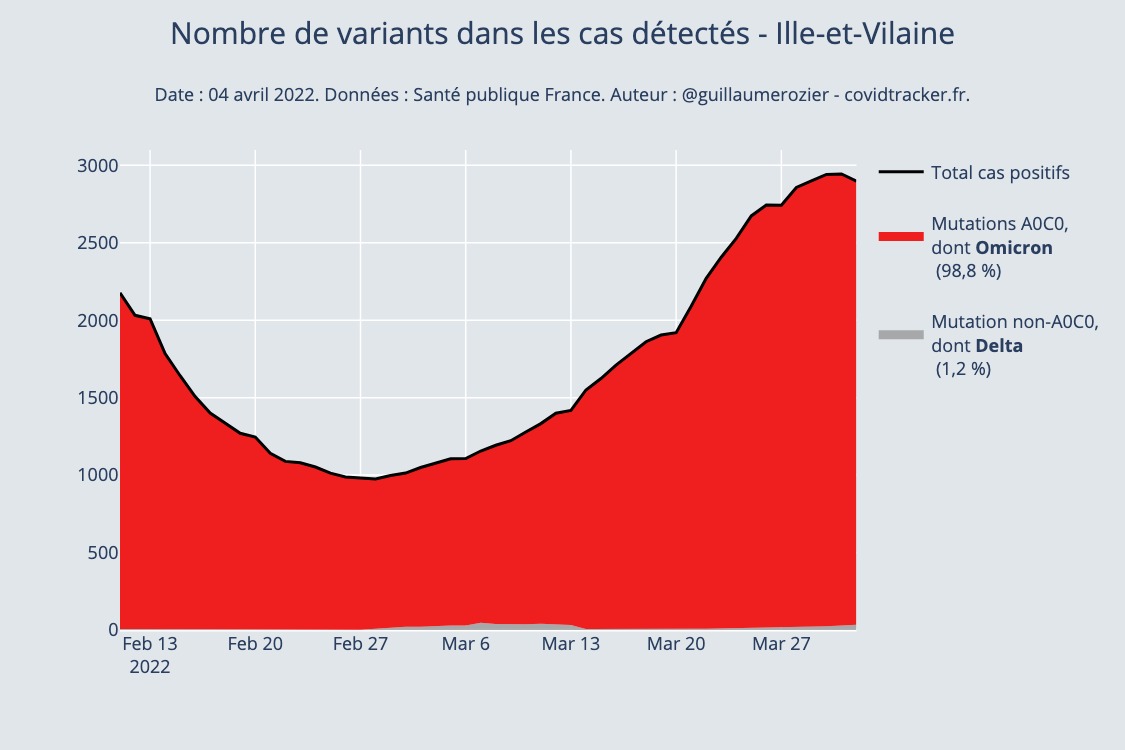 Nombre de variants dans les cas détectés - Ille-et-Vilaine
Date : 04 avril 2022. Données : Santé publique France. Auteur : @guillaumerozier - covidtracker.fr.
3000
2500
2000
1500
1000
500
0
Feb 13
2022
Feb 20
Feb 27
Mar 6
Mar 13
Mar 20
Mar 27
Total cas positifs
Mutations A0C0,
dont Omicron
(98,8 %)
Mutation non-A0C0,
dont Delta
(1,2 %)